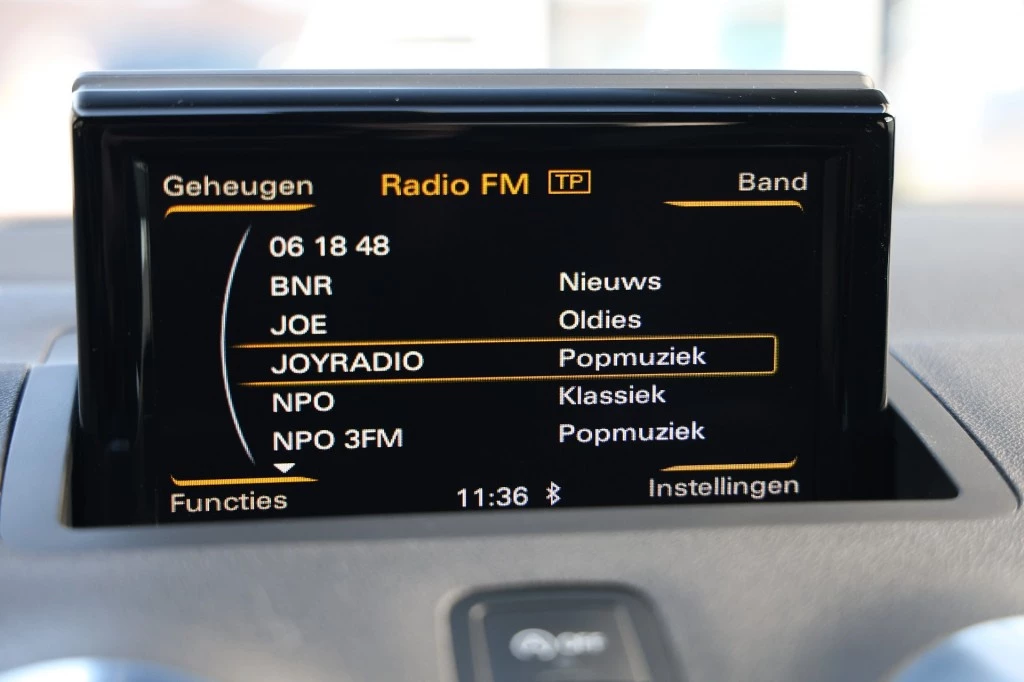 Geheugen Radio FM TP Band
06 18 48
BNR Nieuws
JOE Oldies
JOYRADIO Popmuziek
NPO Klassiek
NPO 3FM Popmuziek
Functies 11:36 Instellingen
OFF